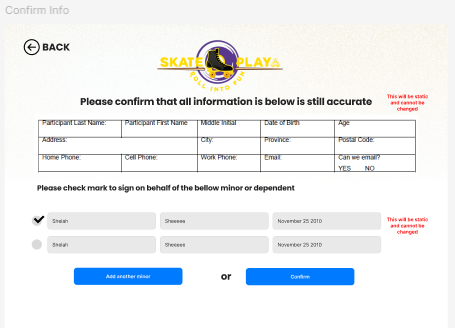 Confirm Info
BACK
SKATE PLAY
ROLL INTO FUN
Please confirm that all information is below is still accurate
This will be static
and cannot be
changed
Participant Last Name: Participant First Name Middle Initial Date of Birth Age
Address: City: Province: Postal Code:
Home Phone: Cell Phone: Work Phone: Email: Can we email?
YES NO
Please check mark to sign on behalf of the bellow minor or dependent
Sheiah Sheeees November 25 2010
This will be static
and cannot be
changed
Sheiah Sheeees November 25 2010
Add another minor or Confirm